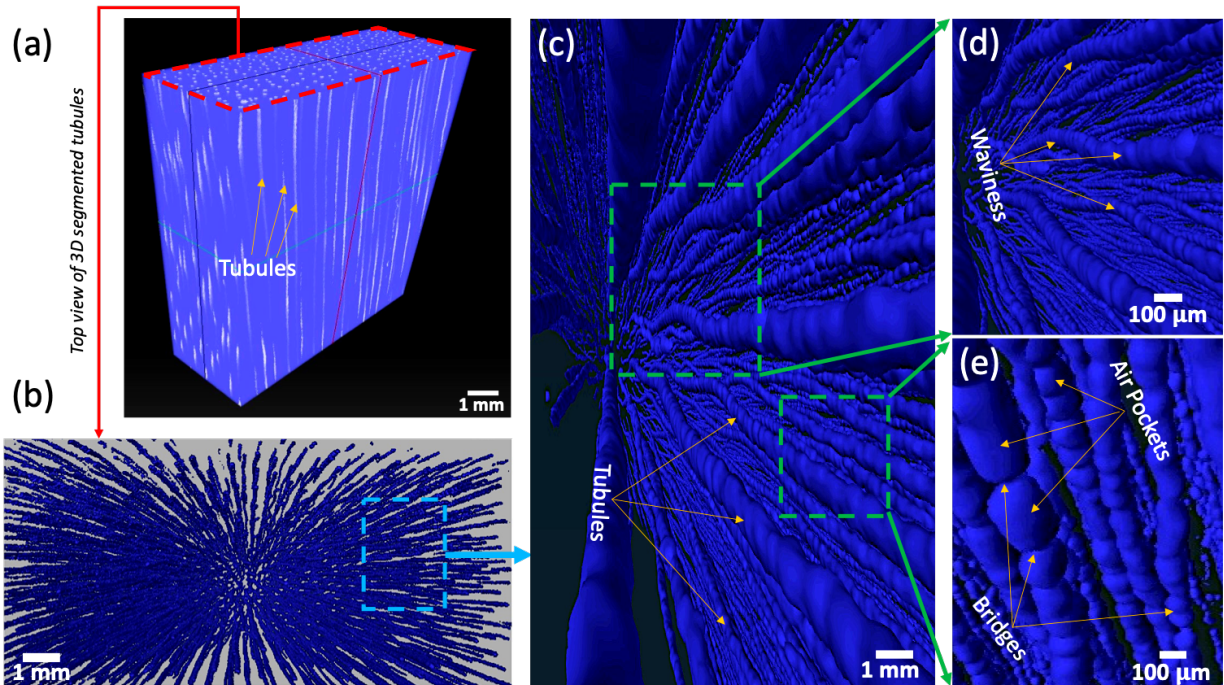 (a)
Top view of 3D segmented tubules
Tubules
1 mm
(b)
1 mm
(c)
Tubules
1 mm
(d)
Waviness
100 µm
(e)
Air Pockets
Bridges
100 µm